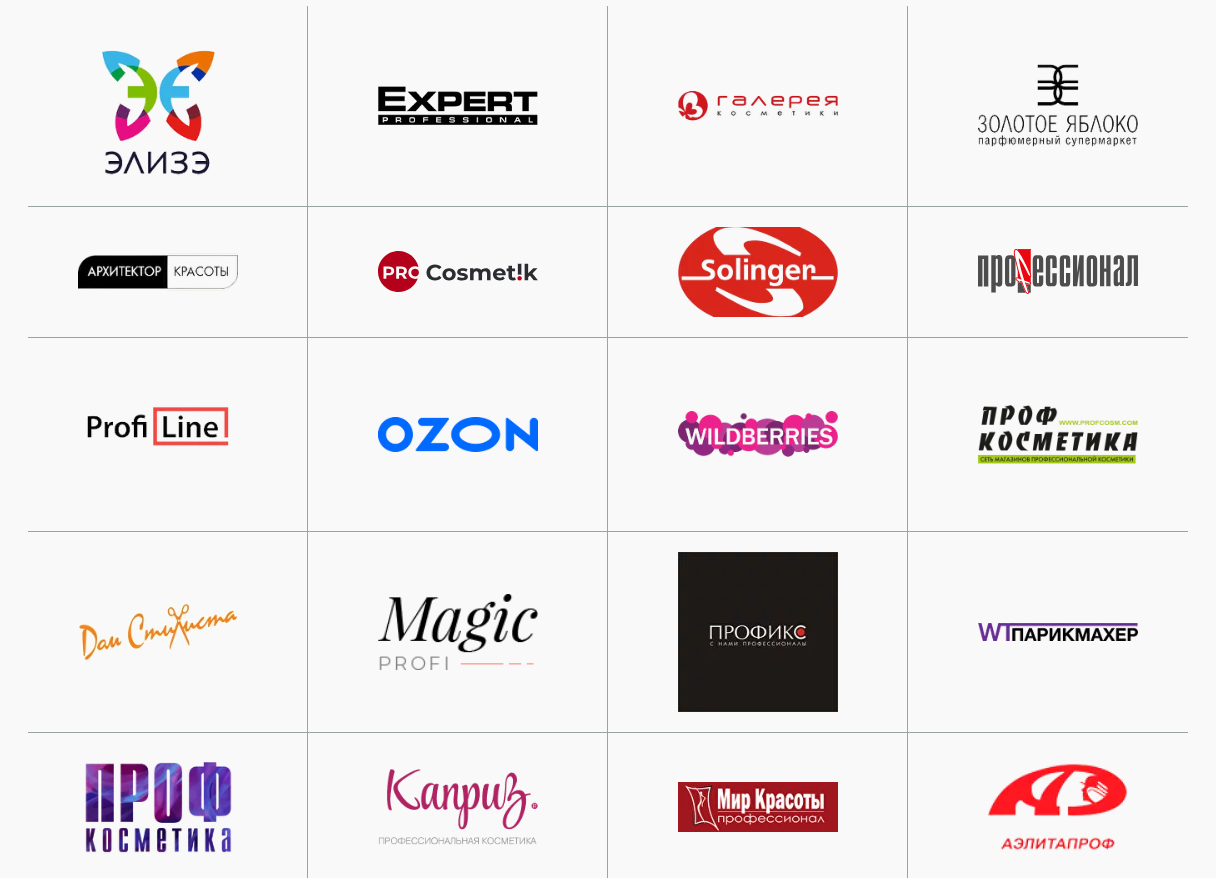 ЭЛИЗЭ
EXPERT
PROFESSIONAL
галерея
косметики
ЗОЛОТОЕ ЯБЛОКО
парфюмерный супермаркет
АРХИТЕКТОР КРАСОТЫ
PRO Cosmet!k
Solinger
профессионал
Profi Line
OZON
WILDBERRIES
ПРОФ
WWW.PROFCOSM.COM
КОСМЕТИКА
СЕТЬ МАГАЗИНОВ ПРОФЕССИОНАЛЬНОЙ КОСМЕТИКИ
Дом Стилиста
Magic
PROFI
ПРОФИКС
С НАМИ ПРОФЕССИОНАЛЫ
WT ПАРИКМАХЕР
ПРОФ
косметика
Каприз®
ПРОФЕССИОНАЛЬНАЯ КОСМЕТИКА
Мир Красоты
профессионал
АЭ
АЭЛИТАПРОФ